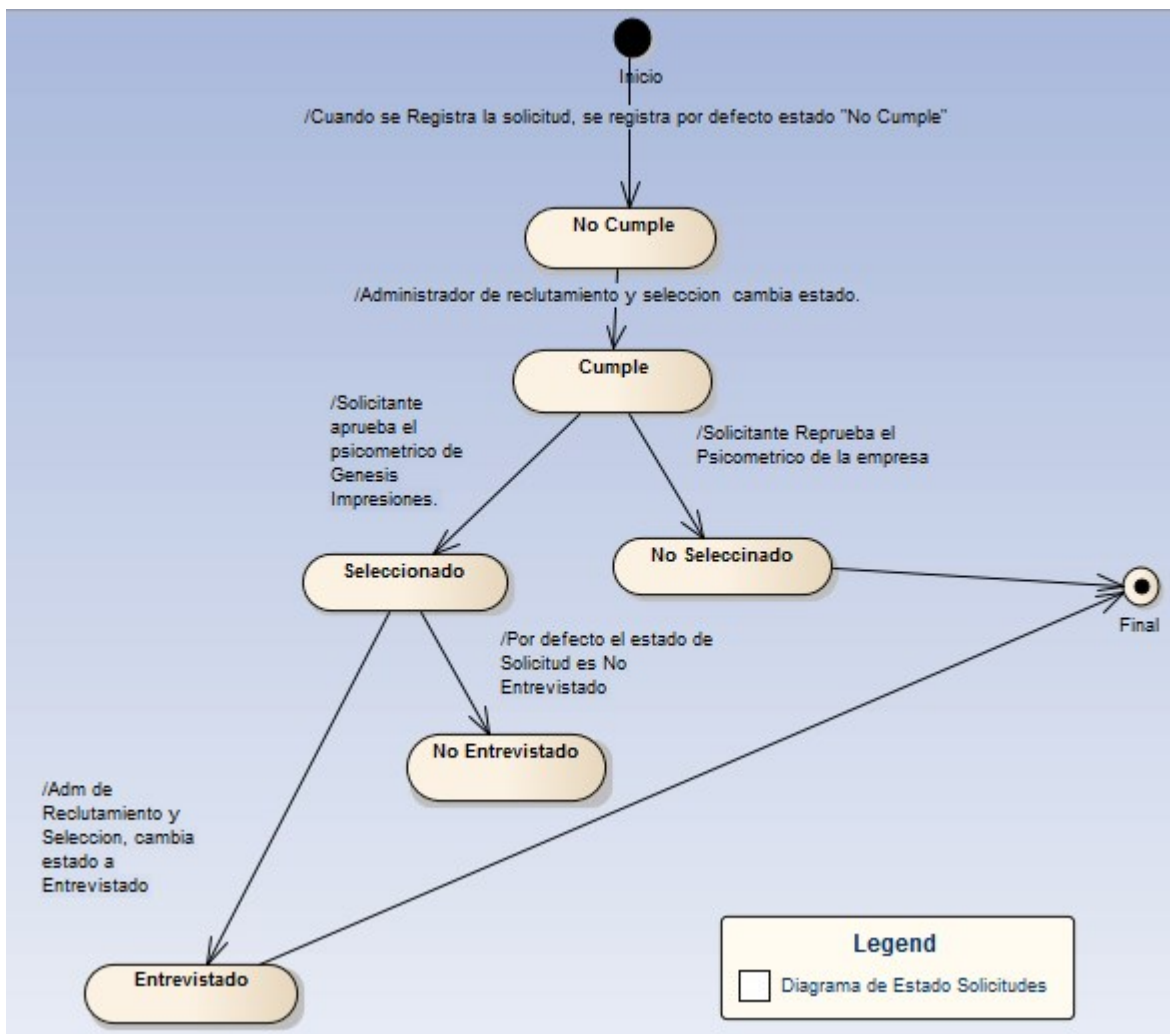 Inicio
/Cuando se Registra la solicitud, se registra por defecto estado "No Cumple"
No Cumple
/Administrador de reclutamiento y seleccion cambia estado.
Cumple
/Solicitante
aprueba el
psicometrico de
Genesis
Impresiones.
/Solicitante Reprueba el
Psicometrico de la empresa
Seleccionado
No Seleccinado
Final
/Por defecto el estado de
Solicitud es No
Entrevistado
No Entrevistado
/Adm de
Reclutamiento y
Seleccion, cambia
estado a
Entrevistado
Entrevistado
Legend
Diagrama de Estado Solicitudes